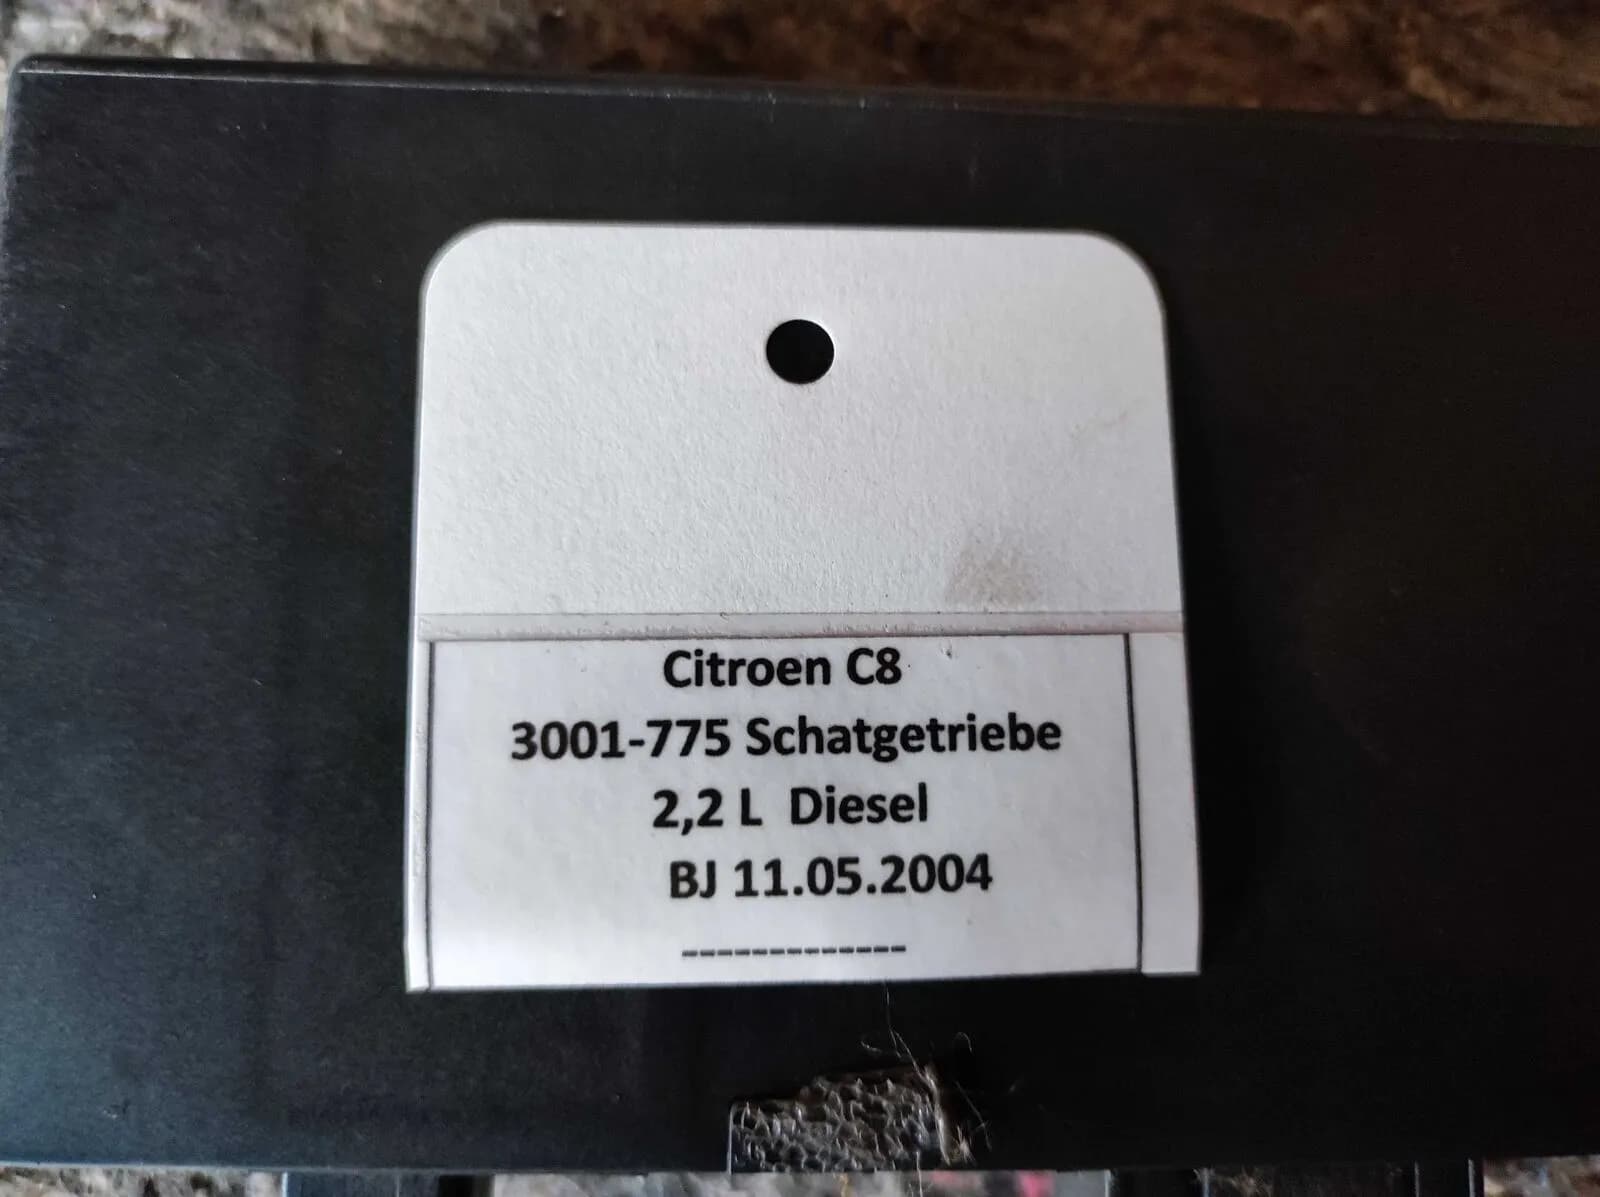 Citroen C8
3001-775 Schatgetriebe
2,2 L Diesel
BJ 11.05.2004
-------------